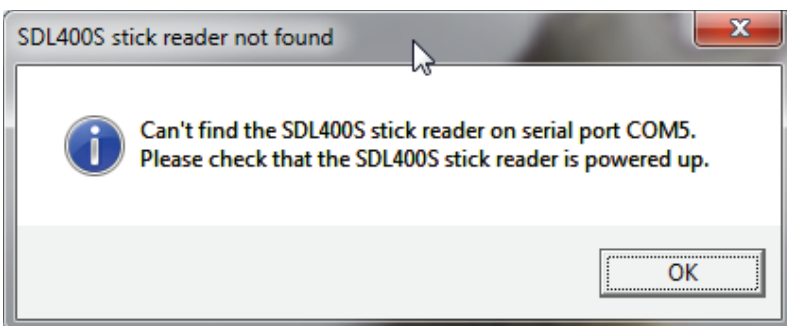 SDL400S stick reader not found
Can't find the SDL400S stick reader on serial port COM5.
Please check that the SDL400S stick reader is powered up.
OK